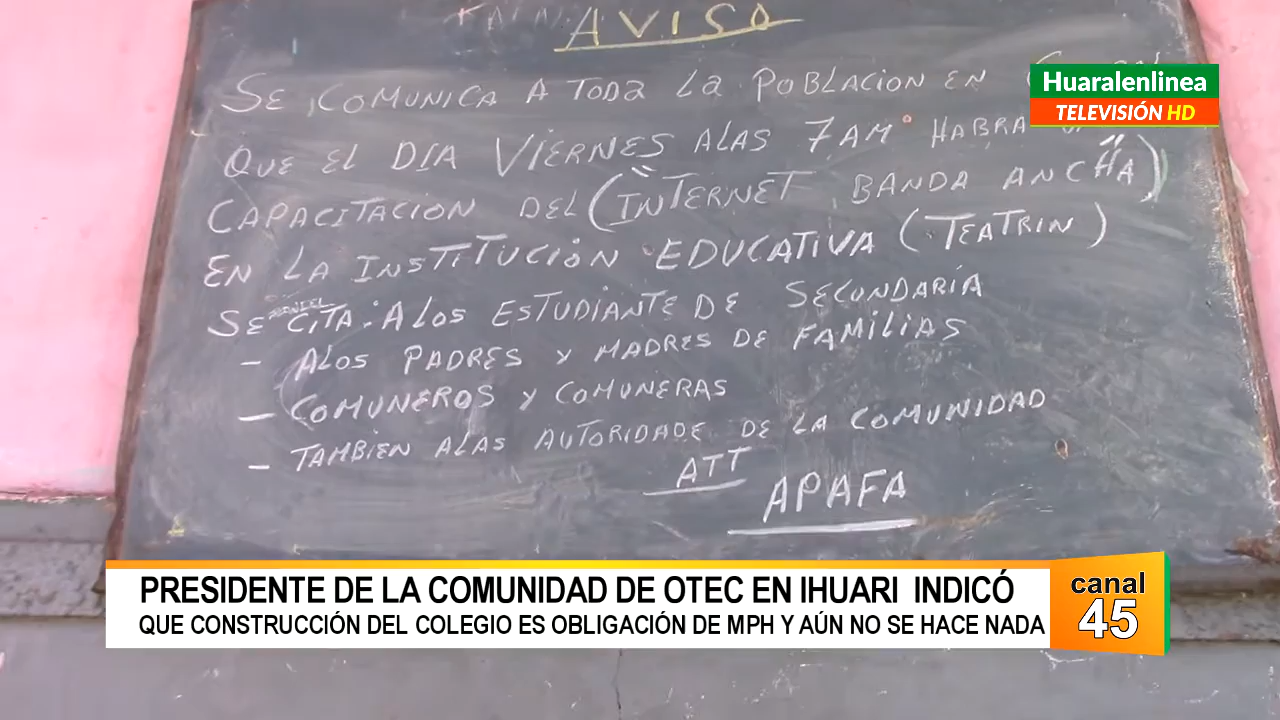 AVISO
SE COMUNICA A TODA LA POBLACION EN
QUE EL DIA VIERNES ALAS 7 AM HABRA
CAPACITACION DEL (INTERNET BANDA ANCHA)
EN LA INSTITUCIÓN EDUCATIVA (TEATRIN)
SE CITA: A LOS ESTUDIANTE DE SECUNDARÍA
- ALOS PADRES Y MADRES DE FAMILIAS
- COMUNEROS Y COMUNERAS
- TAMBIEN ALAS AUTORIDADE DE LA COMUNIDAD
ATT
APAFA
Huaralenlinea
TELEVISIÓN HD
PRESIDENTE DE LA COMUNIDAD DE OTEC EN IHUARI INDICÓ
QUE CONSTRUCCIÓN DEL COLEGIO ES OBLIGACIÓN DE MPH Y AÚN NO SE HACE NADA
canal
45